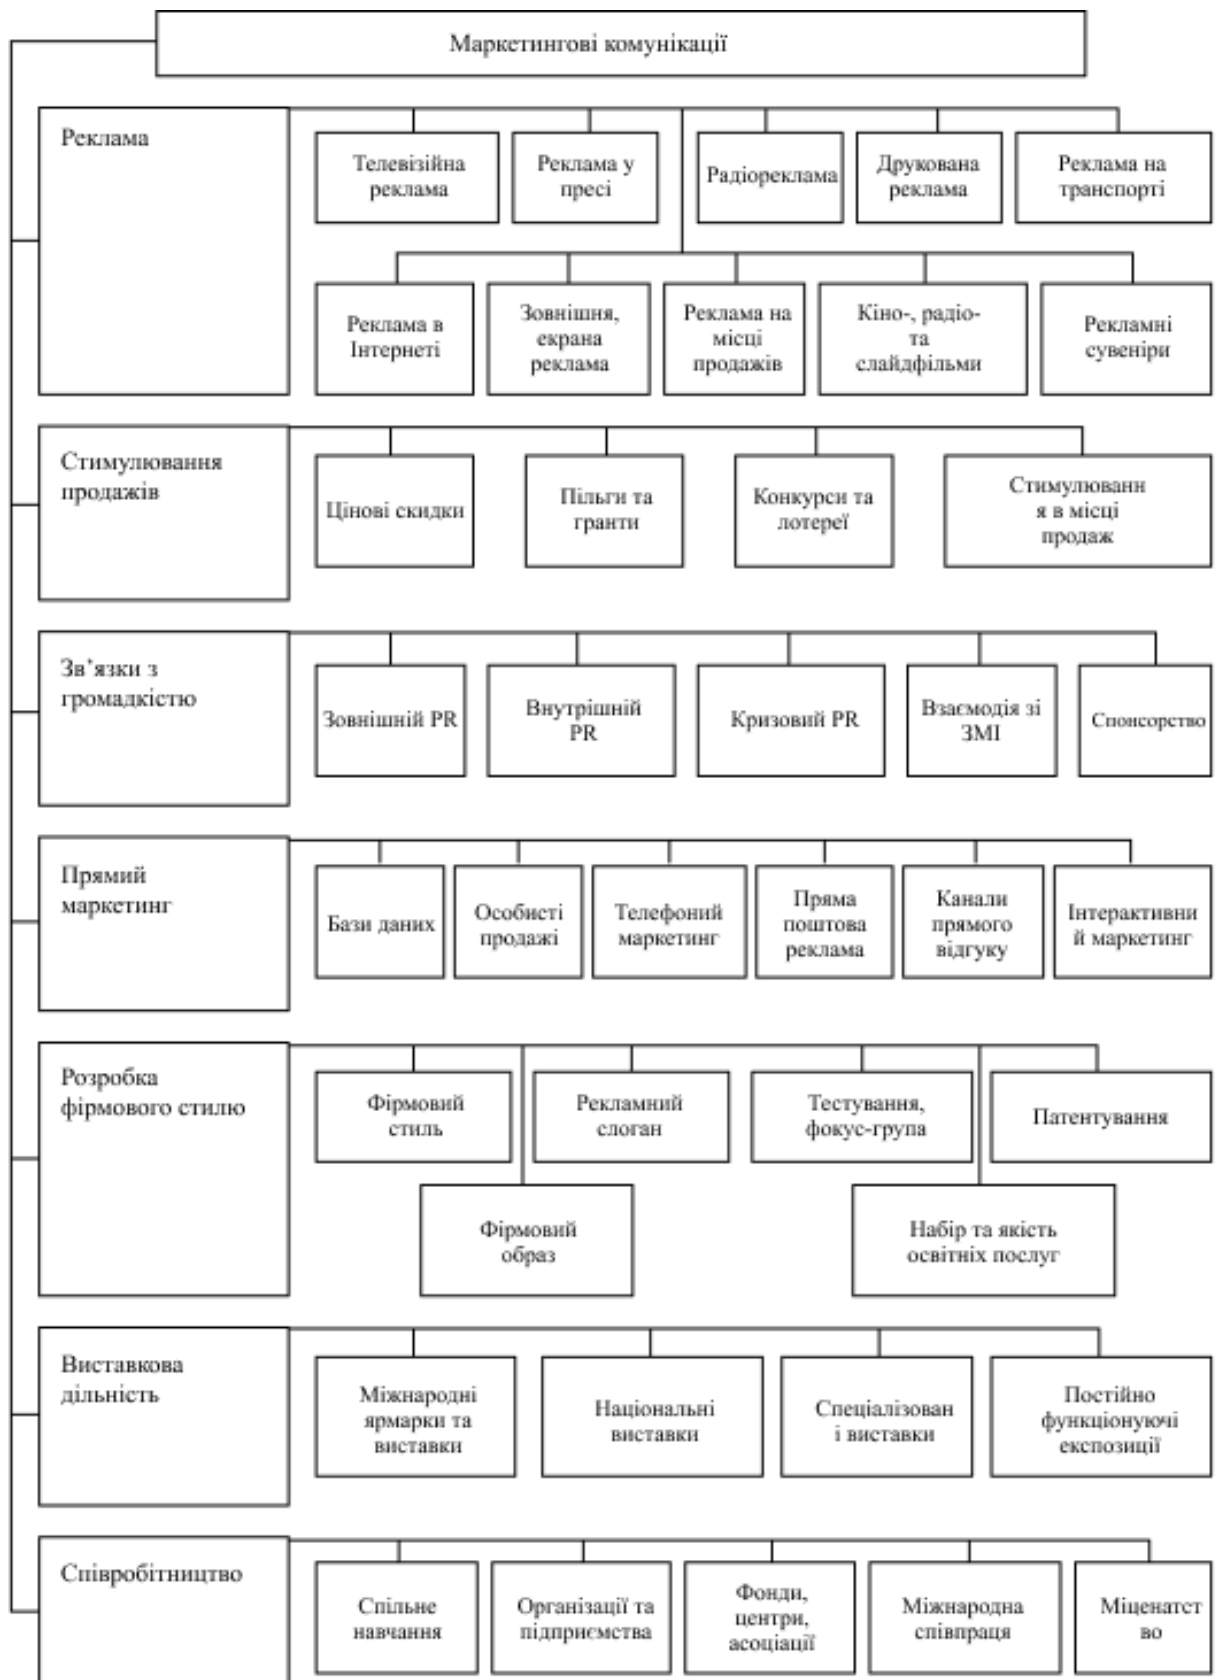 Маркетингові комунікації
Реклама
Телевізійна
реклама
Реклама у
пресі
Радіореклама
Друкована
реклама
Реклама на
транспорті
Реклама в
Інтернеті
Зовнішня,
екрана
реклама
Реклама на
місці
продажів
Кіно-, радіо-
та
слайдфільми
Рекламні
сувеніри
Стимулювання
продажів
Цінові скидки
Пільги та
гранти
Конкурси та
лотереї
Стимулюванн
я в місці
продаж
Зв’язки з
громадкістю
Зовнішній PR
Внутрішній
PR
Кризовий PR
Взаємодія зі
ЗМІ
Спонсорство
Прямий
маркетинг
Бази даних
Особисті
продажі
Телефоний
маркетинг
Пряма
поштова
реклама
Канали
прямого
відгуку
Інтерактивни
й маркетинг
Розробка
фірмового стилю
Фірмовий
стиль
Рекламний
слоган
Тестування,
фокус-група
Патентування
Фірмовий
образ
Набір та якість
освітніх послуг
Виставкова
дільність
Міжнародні
ярмарки та
виставки
Національні
виставки
Спеціалізован
і виставки
Постійно
функціонуючі
експозиції
Співробітництво
Спільне
навчання
Організації та
підприємства
Фонди,
центри,
асоціації
Міжнародна
співпраця
Міценатст
во